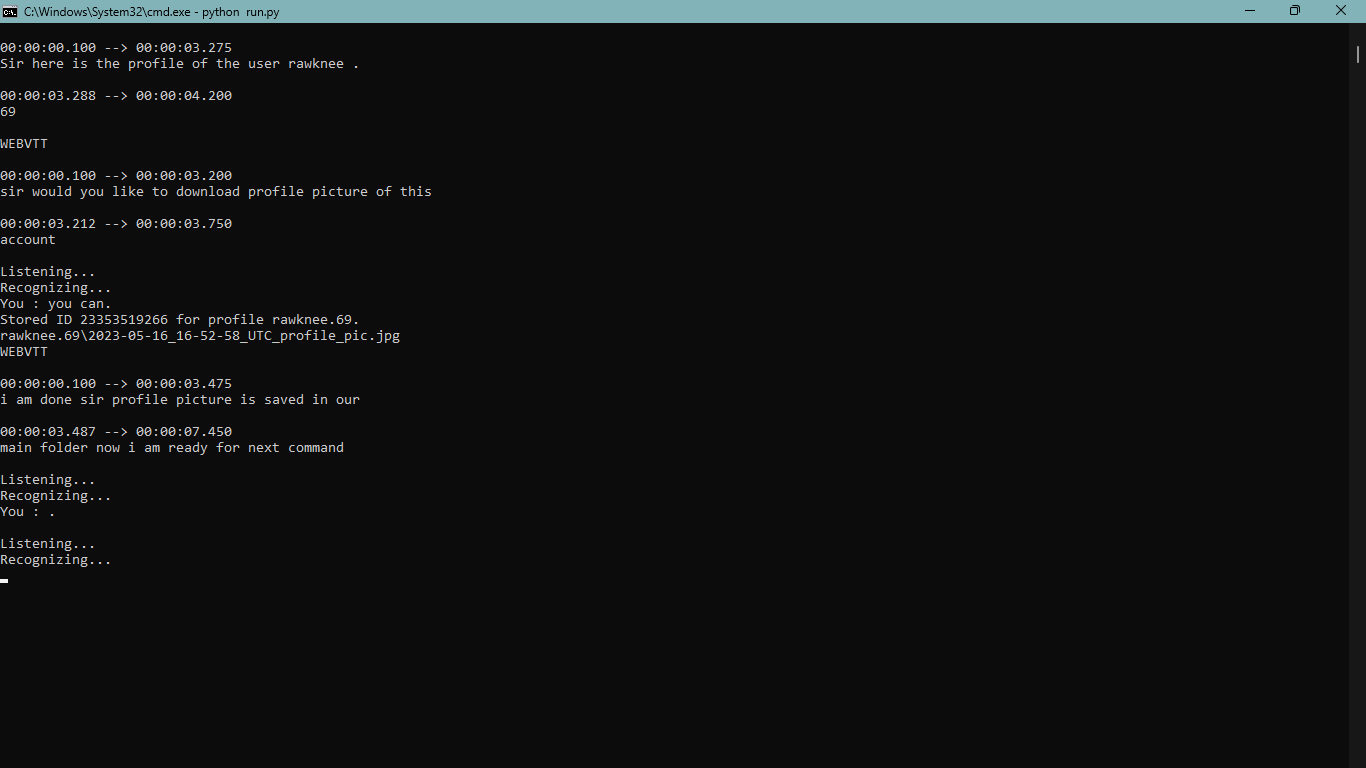 C:\Windows\System32\cmd.exe - python  run.py
00:00:00.100 --> 00:00:03.275
Sir here is the profile of the user rawknee .
00:00:03.288 --> 00:00:04.200
69
WEBVTT
00:00:00.100 --> 00:00:03.200
sir would you like to download profile picture of this
00:00:03.212 --> 00:00:03.750
account
Listening...
Recognizing...
You : you can.
Stored ID 23353519266 for profile rawknee.69.
rawknee.69\2023-05-16_16-52-58_UTC_profile_pic.jpg
WEBVTT
00:00:00.100 --> 00:00:03.475
i am done sir profile picture is saved in our
00:00:03.487 --> 00:00:07.450
main folder now i am ready for next command
Listening...
Recognizing...
You : .
Listening...
Recognizing...